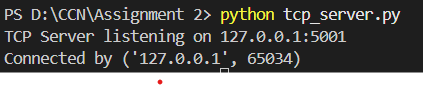 PS D:\CCN\Assignment 2> python tcp_server.py
TCP Server listening on 127.0.0.1:5001
Connected by ('127.0.0.1', 65034)